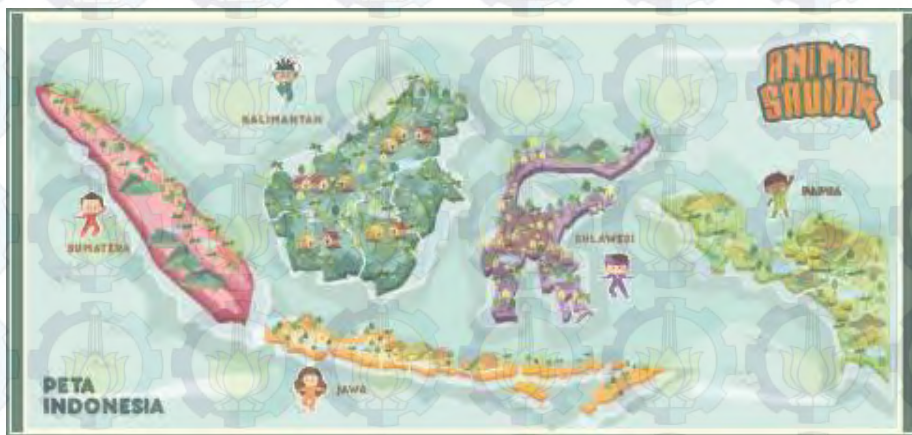 ANIMAL
SAVIOR
KALIMANTAN
SUMATERA
SULAWESI
PAPUA
JAWA
PETA
INDONESIA